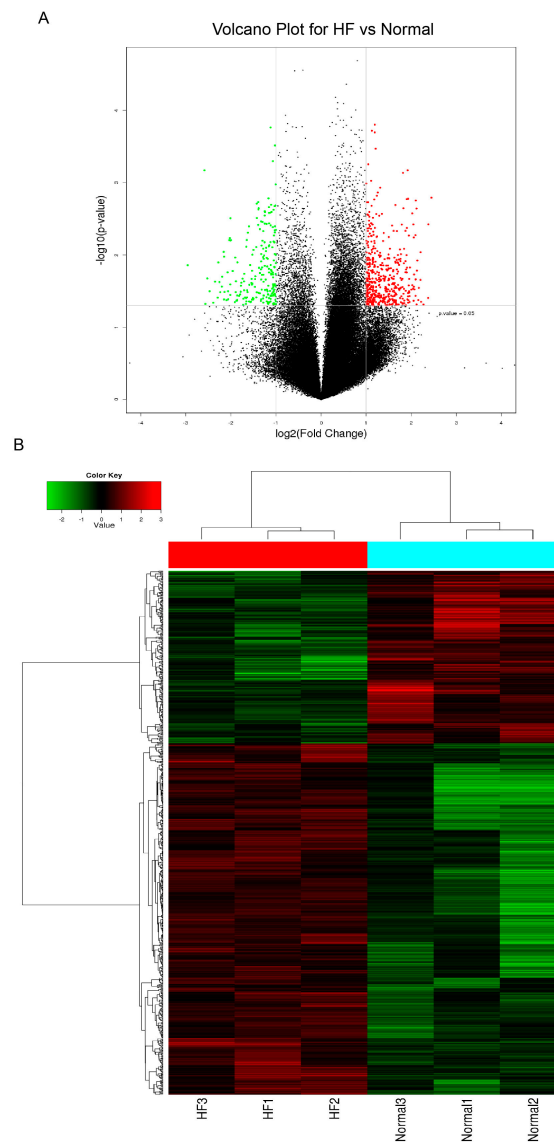 A
Volcano Plot for HF vs Normal
-log10(p-value)
4
3
2
1
0
p.value = 0.05
-4 -3 -2 -1 0 1 2 3 4
log2(Fold Change)
B
Color Key
-2 -1 0 1 2 3
Value
HF3 HF1 HF2 Normal3 Normal1 Normal2